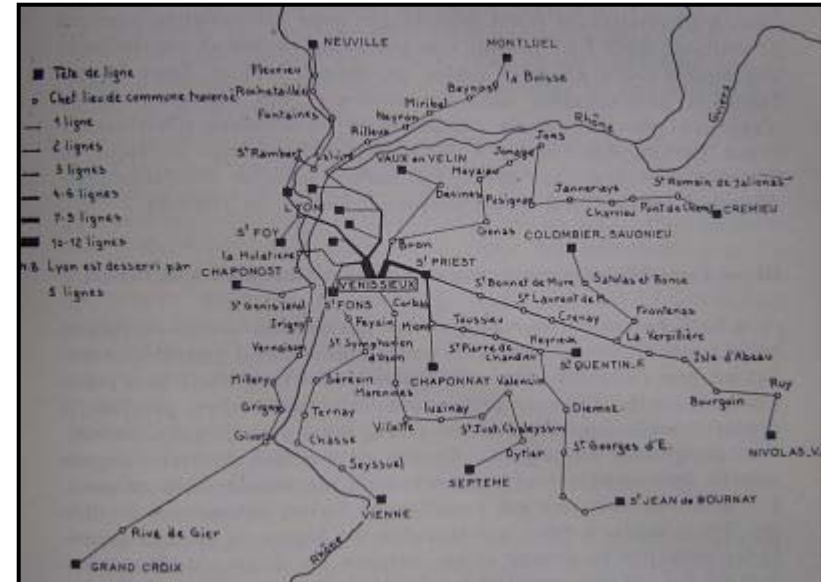 Tête de ligne
Chef lieu de commune traversé
1 ligne
2 lignes
3 lignes
4-6 lignes
7-9 lignes
10-12 lignes
N.B. Lyon est desservi par
5 lignes
NEUVILLE
MONTLUEL
Fleurieu
la Boisse
Rochetaillée
Beynost
Fontaines
Miribel
Neyron
Rhône
Guiers
Rilleux
St Rambert
Jons
VAUX en VELIN
Jonage
Meyzieu
St Romain de Jalionas
LYON
Decines
Pusignan
Janneriays
Charvieu
Pont de Cheruy
CREMIEU
St FOY
Genas
COLOMBIER. SAUGNIEU
Bron
la Mulatière
St PRIEST
CHAPONOST
VENISSIEUX
St Bonnet de Mure
Satolas et Bonce
St Genis Laval
St FONS
Corbas
St Laurent de M.
Frontonas
Irigny
Feyzin
Mions
Toussieu
Grenay
La Verpillière
Vernaison
St Symphorien
d'Ozon
St Pierre de
Chandieu
Heyrieux
St QUENTIN.F
Isle d'Abeau
Millery
Sérézin
CHAPONNAY
Valencin
Ruy
Marennes
Bourgoin
Grigny
Ternay
Villette
Luzinay
St Just. Chaleyssin
Diemoz
Givors
Chasse
Oytier
St Georges d'E.
NIVOLAS.V.
Seyssuel
SEPTEME
VIENNE
St JEAN de BOURNAY
Rive de Gier
Rhône
GRAND CROIX